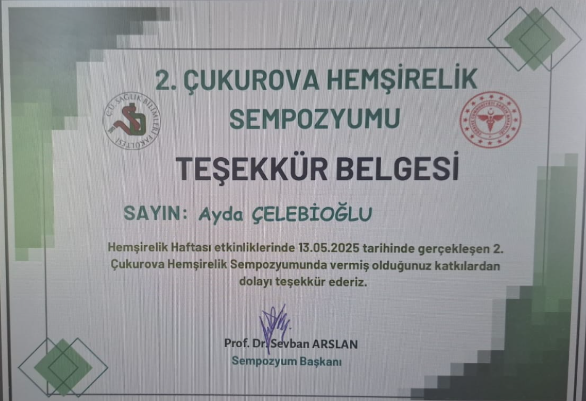 2. ÇUKUROVA HEMŞİRELİK
SEMPOZYUMU
TEŞEKKÜR BELGESİ
SAYIN: Ayda ÇELEBİOĞLU
Hemşirelik Haftası etkinliklerinde 13.05.2025 tarihinde gerçekleşen 2.
Çukurova Hemşirelik Sempozyumunda vermiş olduğunuz katkılardan
dolayı teşekkür ederiz.
Prof. Dr. Sevban ARSLAN
Sempozyum Başkanı